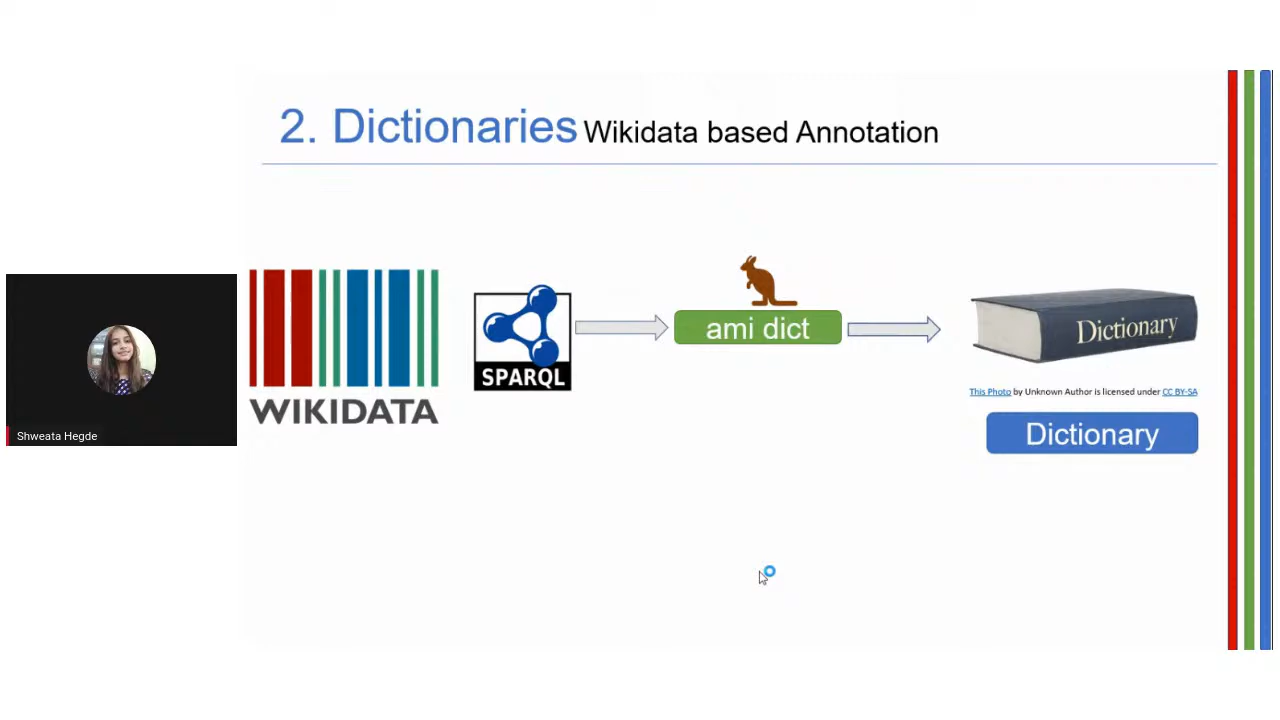 2. Dictionaries Wikidata based Annotation
WIKIDATA
SPARQL
ami dict
Dictionary
This Photo by Unknown Author is licensed under CC BY-SA
Dictionary
Shweata Hegde